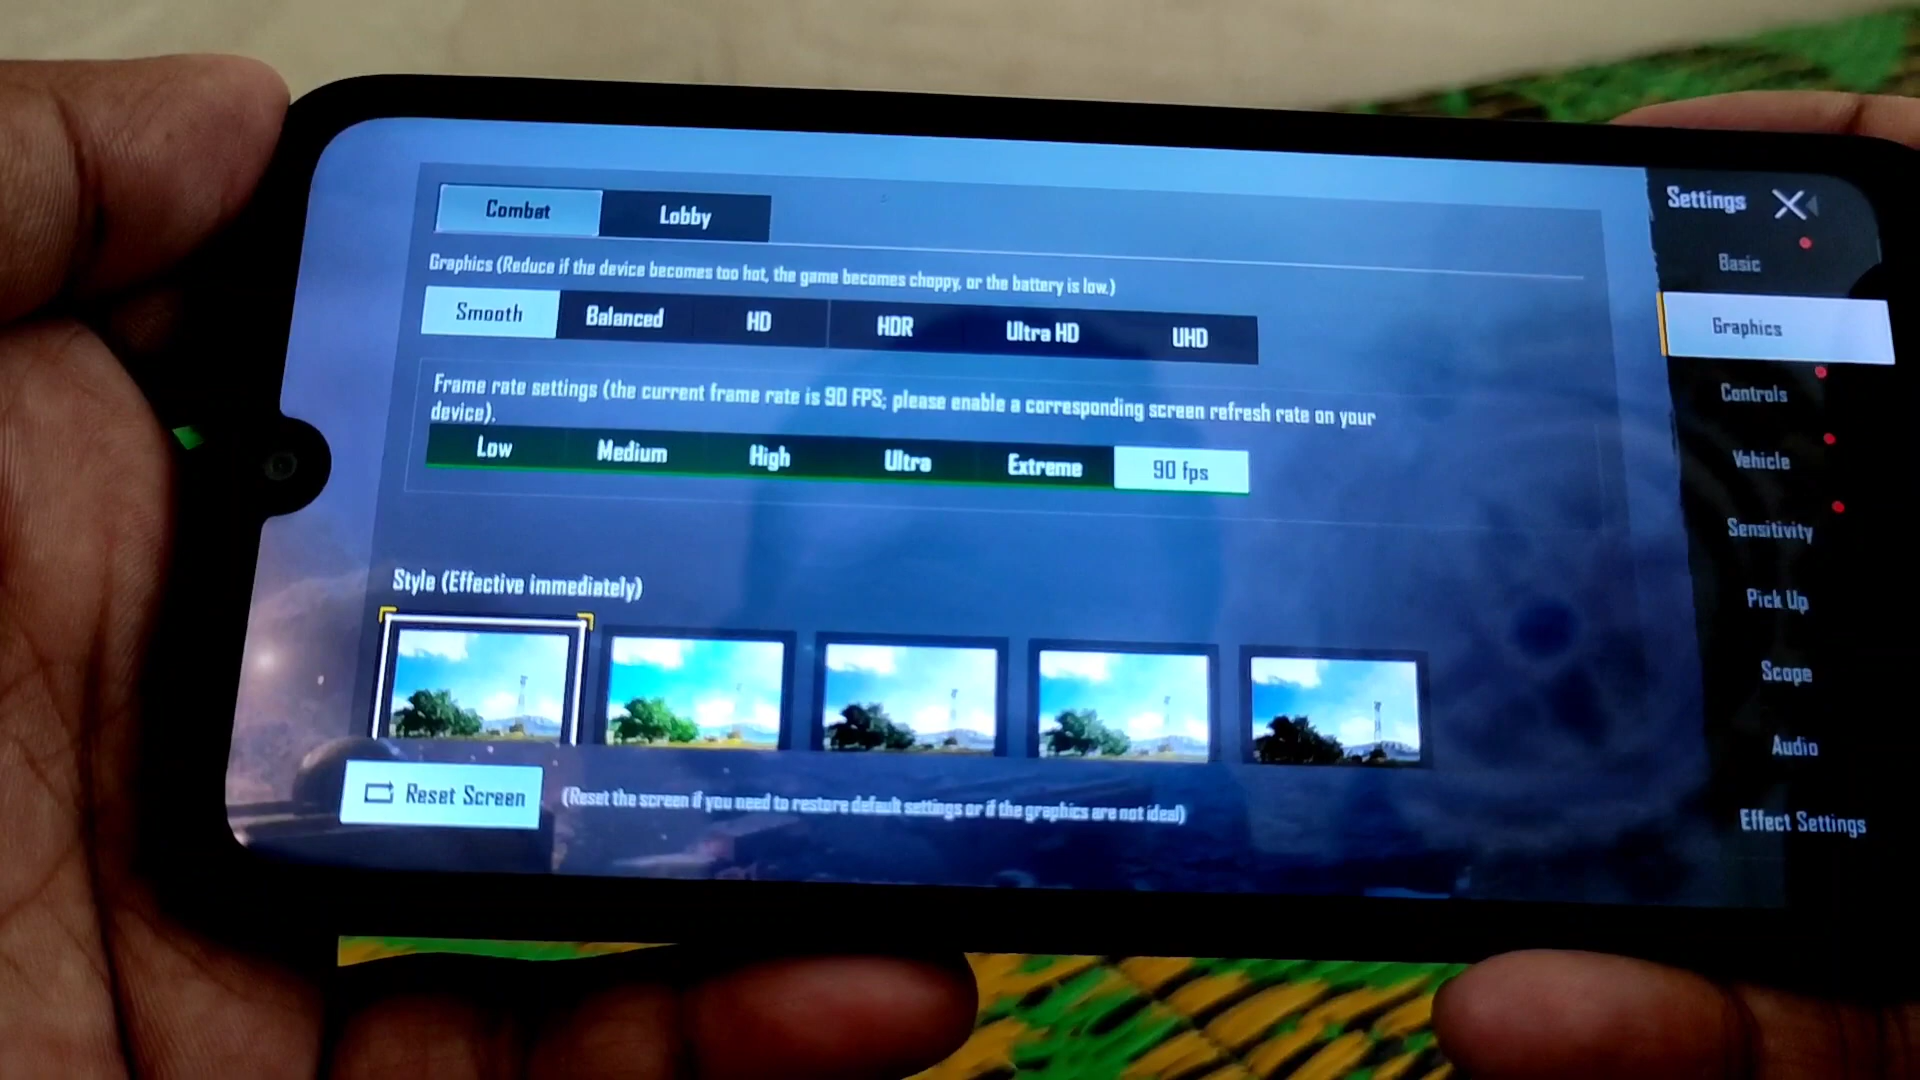 Combat
Lobby
Graphics (Reduce if the device becomes too hot, the game becomes choppy, or the battery is low.)
Smooth
Balanced
HD
HDR
Ultra HD
UHD
Frame rate settings (the current frame rate is 90 FPS; please enable a corresponding screen refresh rate on your
device).
Low
Medium
High
Ultra
Extreme
90 fps
Style (Effective immediately)
Reset Screen
(Reset the screen if you need to restore default settings or if the graphics are not ideal)
Settings
Basic
Graphics
Controls
Vehicle
Sensitivity
Pick Up
Scope
Audio
Effect Settings